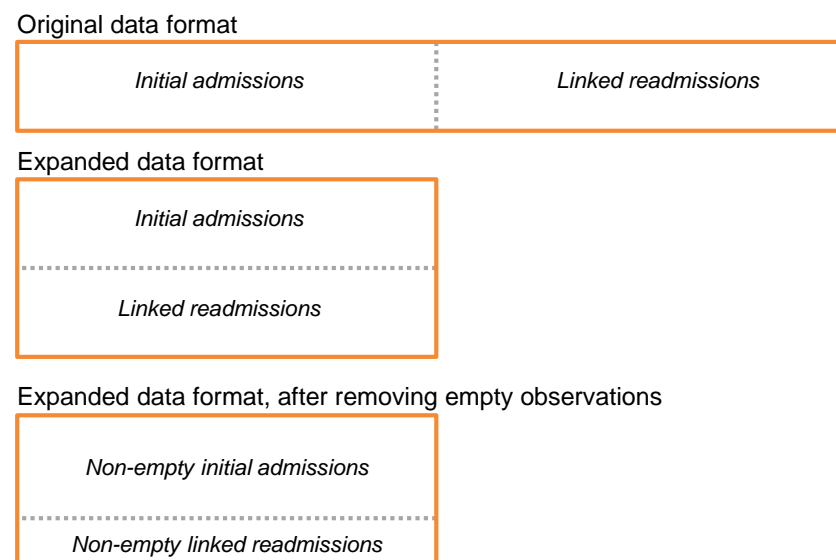 Original data format
Initial admissions
Linked readmissions
Expanded data format
Initial admissions
Linked readmissions
Expanded data format, after removing empty observations
Non-empty initial admissions
Non-empty linked readmissions